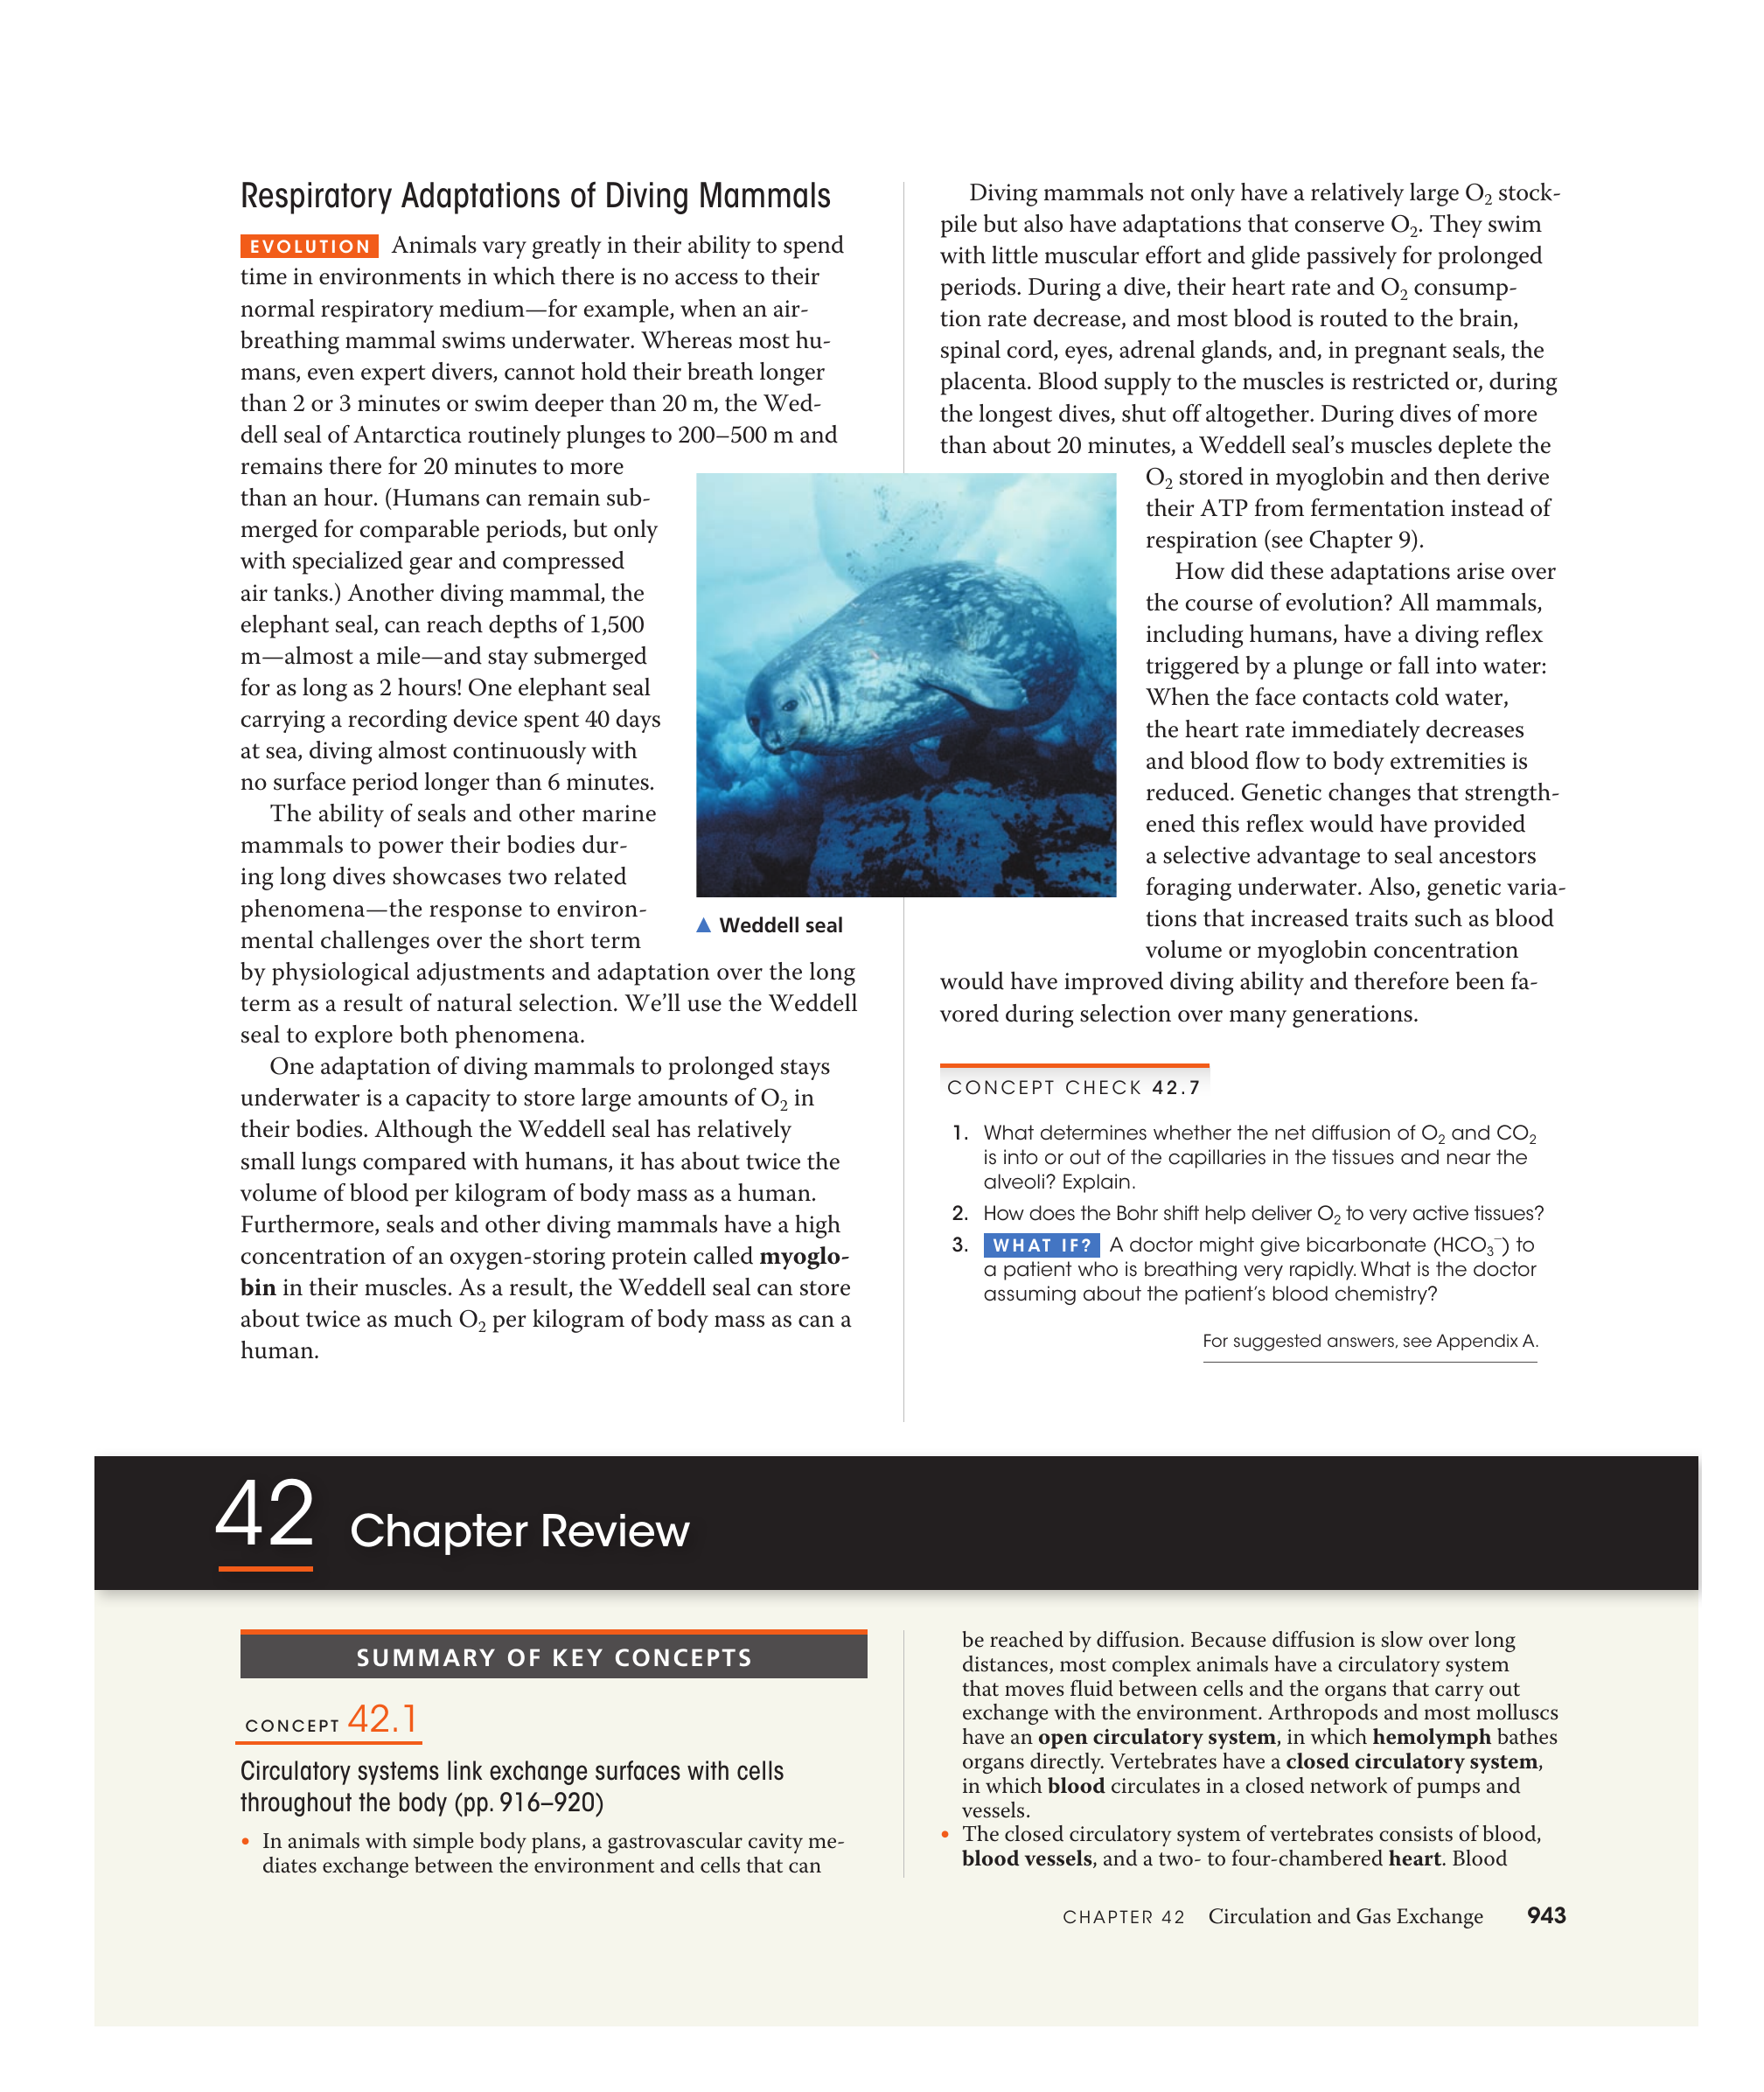 Respiratory Adaptations of Diving Mammals
EVOLUTION Animals vary greatly in their ability to spend
time in environments in which there is no access to their
normal respiratory medium—for example, when an air-
breathing mammal swims underwater. Whereas most hu-
mans, even expert divers, cannot hold their breath longer
than 2 or 3 minutes or swim deeper than 20 m, the Wed-
dell seal of Antarctica routinely plunges to 200–500 m and
remains there for 20 minutes to more
than an hour. (Humans can remain sub-
merged for comparable periods, but only
with specialized gear and compressed
air tanks.) Another diving mammal, the
elephant seal, can reach depths of 1,500
m—almost a mile—and stay submerged
for as long as 2 hours! One elephant seal
carrying a recording device spent 40 days
at sea, diving almost continuously with
no surface period longer than 6 minutes.
The ability of seals and other marine
mammals to power their bodies dur-
ing long dives showcases two related
phenomena—the response to environ-
mental challenges over the short term
by physiological adjustments and adaptation over the long
term as a result of natural selection. We'll use the Weddell
seal to explore both phenomena.
One adaptation of diving mammals to prolonged stays
underwater is a capacity to store large amounts of O₂ in
their bodies. Although the Weddell seal has relatively
small lungs compared with humans, it has about twice the
volume of blood per kilogram of body mass as a human.
Furthermore, seals and other diving mammals have a high
concentration of an oxygen-storing protein called myoglo-
bin in their muscles. As a result, the Weddell seal can store
about twice as much O₂ per kilogram of body mass as can a
human.
▲ Weddell seal
Diving mammals not only have a relatively large O₂ stock-
pile but also have adaptations that conserve O₂. They swim
with little muscular effort and glide passively for prolonged
periods. During a dive, their heart rate and O₂ consump-
tion rate decrease, and most blood is routed to the brain,
spinal cord, eyes, adrenal glands, and, in pregnant seals, the
placenta. Blood supply to the muscles is restricted or, during
the longest dives, shut off altogether. During dives of more
than about 20 minutes, a Weddell seal's muscles deplete the
O₂ stored in myoglobin and then derive
their ATP from fermentation instead of
respiration (see Chapter 9).
How did these adaptations arise over
the course of evolution? All mammals,
including humans, have a diving reflex
triggered by a plunge or fall into water:
When the face contacts cold water,
the heart rate immediately decreases
and blood flow to body extremities is
reduced. Genetic changes that strength-
ened this reflex would have provided
a selective advantage to seal ancestors
foraging underwater. Also, genetic varia-
tions that increased traits such as blood
volume or myoglobin concentration
would have improved diving ability and therefore been fa-
vored during selection over many generations.
CONCEPT CHECK 42.7
1. What determines whether the net diffusion of O₂ and CO₂
is into or out of the capillaries in the tissues and near the
alveoli? Explain.
2. How does the Bohr shift help deliver O₂ to very active tissues?
3. WHAT IF? A doctor might give bicarbonate (HCO₃⁻) to
a patient who is breathing very rapidly. What is the doctor
assuming about the patient's blood chemistry?
For suggested answers, see Appendix A.
42 Chapter Review
SUMMARY OF KEY CONCEPTS
CONCEPT 42.1
Circulatory systems link exchange surfaces with cells
throughout the body (pp. 916–920)
• In animals with simple body plans, a gastrovascular cavity me-
diates exchange between the environment and cells that can
be reached by diffusion. Because diffusion is slow over long
distances, most complex animals have a circulatory system
that moves fluid between cells and the organs that carry out
exchange with the environment. Arthropods and most molluscs
have an open circulatory system, in which hemolymph bathes
organs directly. Vertebrates have a closed circulatory system,
in which blood circulates in a closed network of pumps and
vessels.
• The closed circulatory system of vertebrates consists of blood,
blood vessels, and a two- to four-chambered heart. Blood
CHAPTER 42 Circulation and Gas Exchange 943